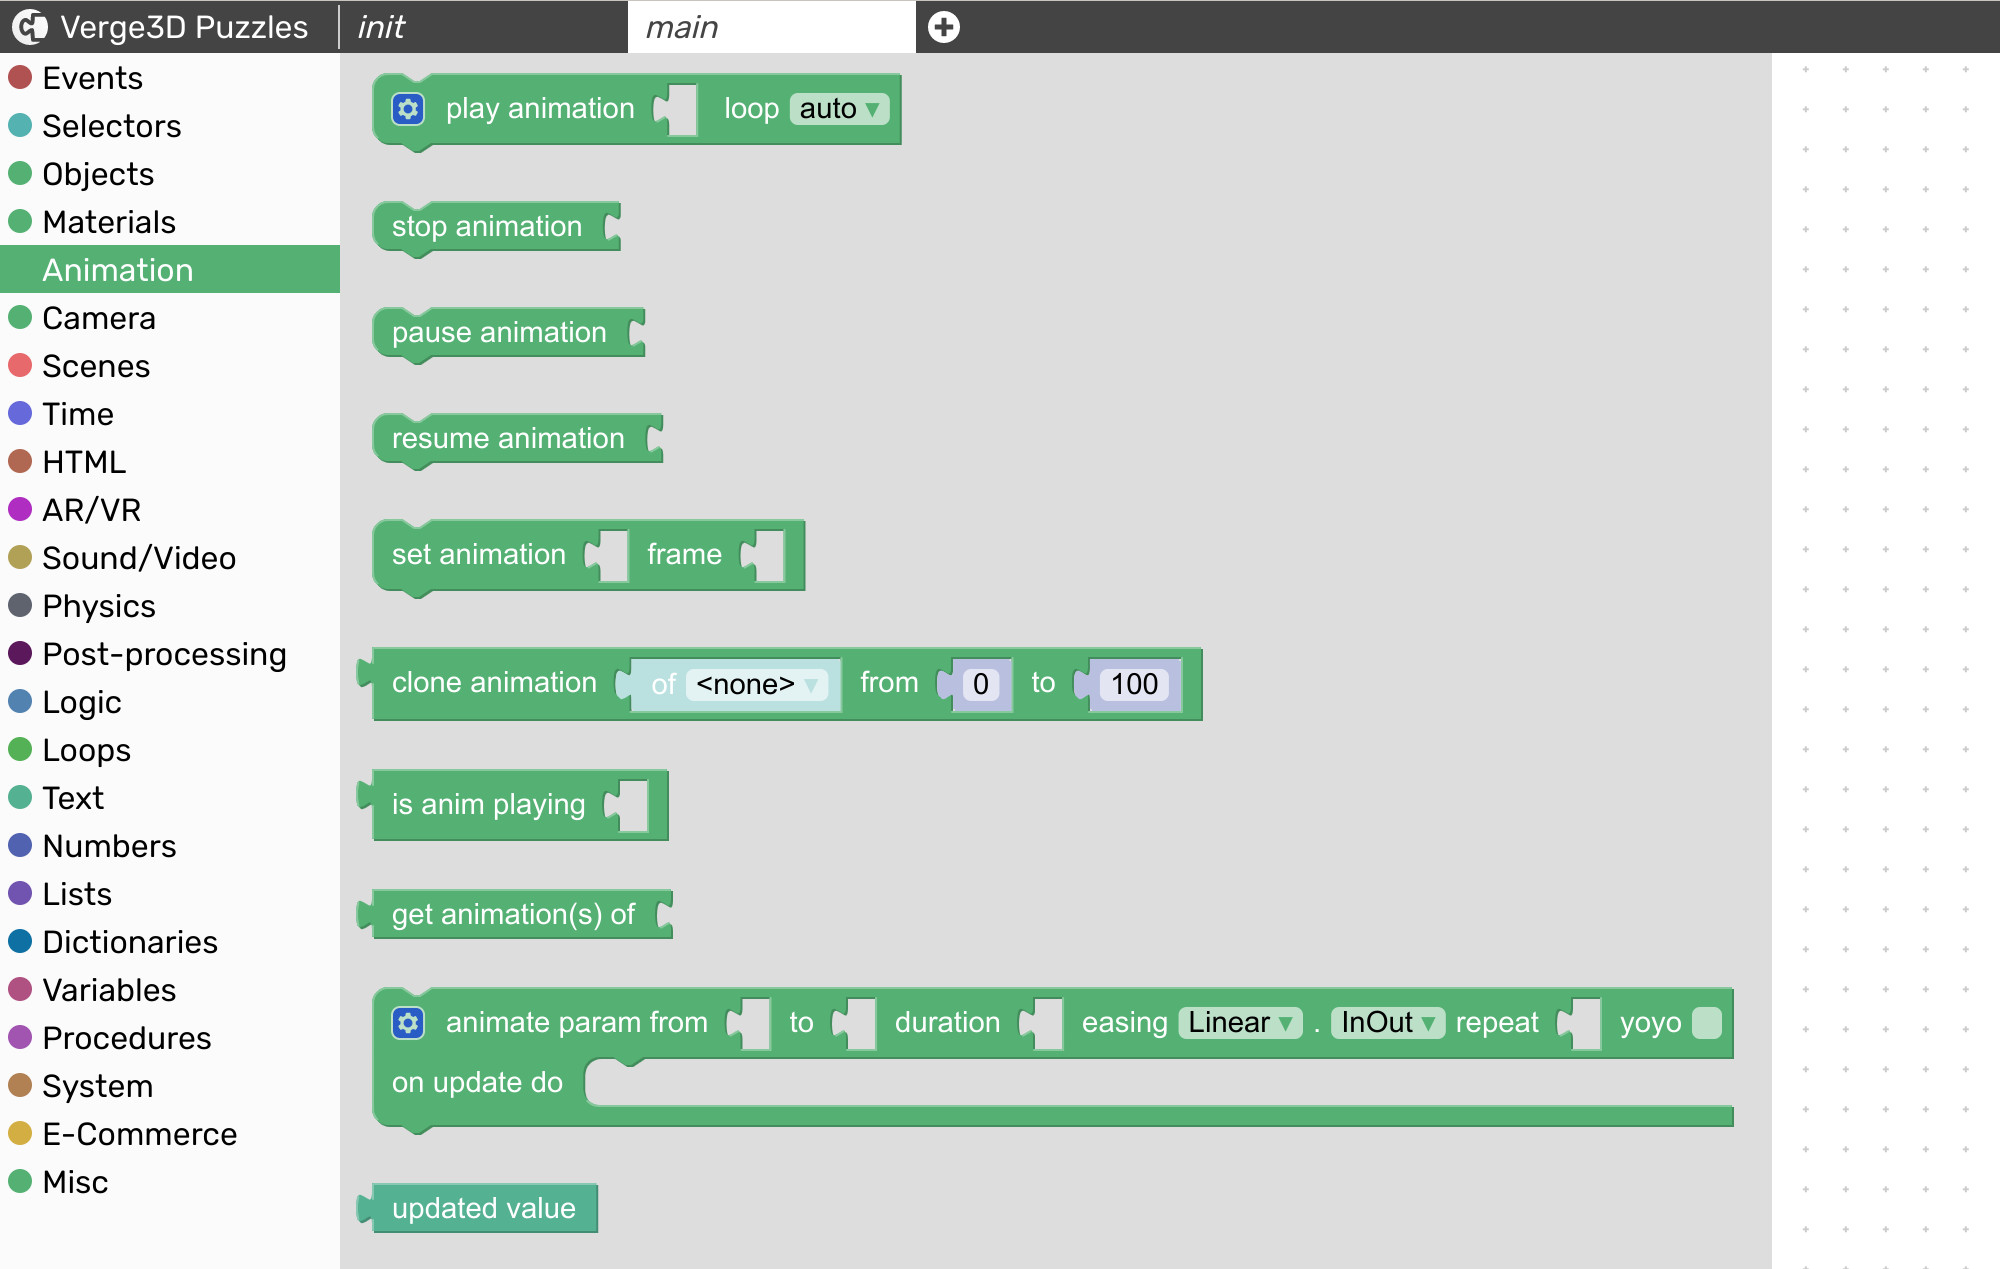 Verge3D Puzzles
init
main
Events
Selectors
Objects
Materials
Animation
Camera
Scenes
Time
HTML
AR/VR
Sound/Video
Physics
Post-processing
Logic
Loops
Text
Numbers
Lists
Dictionaries
Variables
Procedures
System
E-Commerce
Misc
play animation loop auto
stop animation
pause animation
resume animation
set animation frame
clone animation of <none> from 0 to 100
is anim playing
get animation(s) of
animate param from to duration easing Linear . InOut repeat yoyo
on update do
updated value